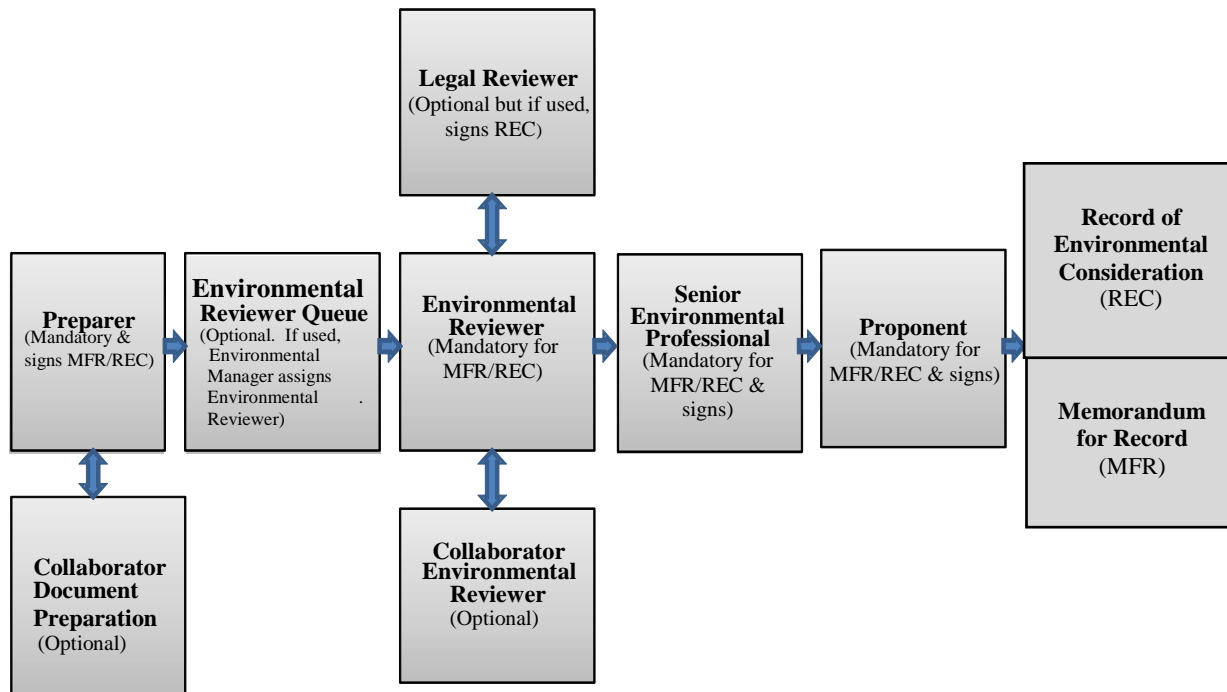 Legal Reviewer
(Optional but if used,
signs REC)
Preparer
(Mandatory &
signs MFR/REC)
Environmental
Reviewer Queue
(Optional. If used,
Environmental
Manager assigns
Environmental .
Reviewer)
Environmental
Reviewer
(Mandatory for
MFR/REC)
Senior
Environmental
Professional
(Mandatory for
MFR/REC &
signs)
Proponent
(Mandatory for
MFR/REC & signs)
Record of
Environmental
Consideration
(REC)
Memorandum
for Record
(MFR)
Collaborator
Document
Preparation
(Optional)
Collaborator
Environmental
Reviewer
(Optional)